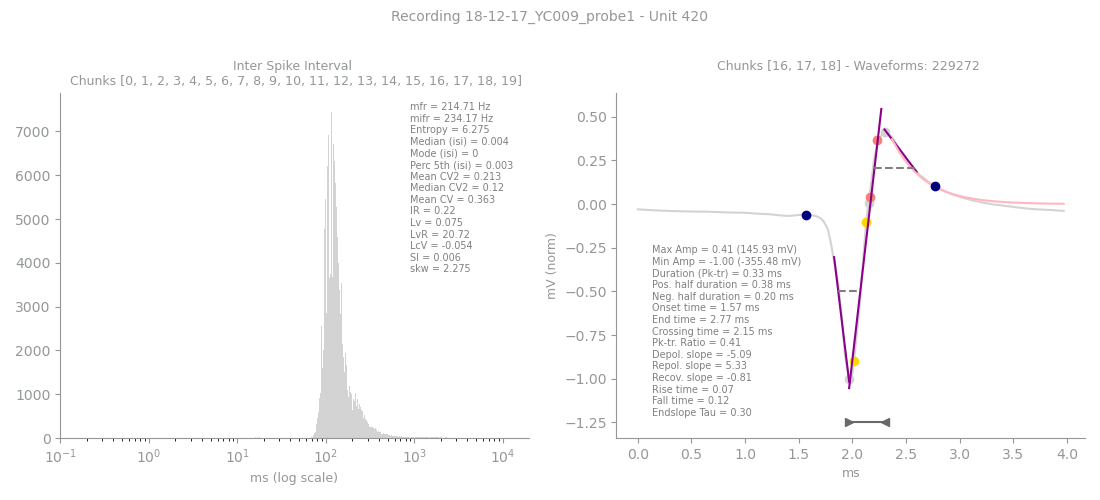 Recording 18-12-17_YC009_probe1 - Unit 420
Inter Spike Interval
Chunks [0, 1, 2, 3, 4, 5, 6, 7, 8, 9, 10, 11, 12, 13, 14, 15, 16, 17, 18, 19]
mfr = 214.71 Hz
mifr = 234.17 Hz
Entropy = 6.275
Median (isi) = 0.004
Mode (isi) = 0
Perc 5th (isi) = 0.003
Mean CV2 = 0.213
Median CV2 = 0.12
Mean CV = 0.363
IR = 0.22
Lv = 0.075
LvR = 20.72
LcV = -0.054
SI = 0.006
skw = 2.275
7000
6000
5000
4000
3000
2000
1000
0
10⁻¹ 10⁰ 10¹ 10² 10³ 10⁴
ms (log scale)
Chunks [16, 17, 18] - Waveforms: 229272
0.50
0.25
0.00
−0.25
−0.50
−0.75
−1.00
−1.25
mV (norm)
Max Amp = 0.41 (145.93 mV)
Min Amp = -1.00 (-355.48 mV)
Duration (Pk-tr) = 0.33 ms
Pos. half duration = 0.38 ms
Neg. half duration = 0.20 ms
Onset time = 1.57 ms
End time = 2.77 ms
Crossing time = 2.15 ms
Pk-tr. Ratio = 0.41
Depol. slope = -5.09
Repol. slope = 5.33
Recov. slope = -0.81
Rise time = 0.07
Fall time = 0.12
Endslope Tau = 0.30
0.0 0.5 1.0 1.5 2.0 2.5 3.0 3.5 4.0
ms